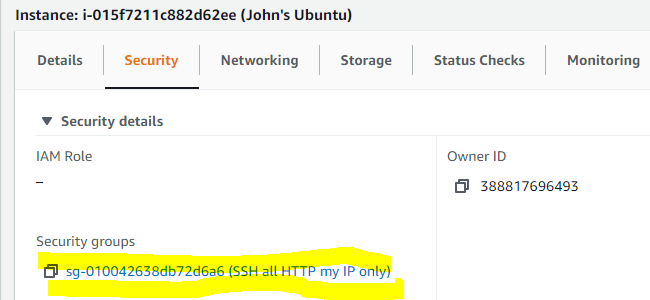 Instance: i-015f7211c882d62ee (John's Ubuntu)
Details Security Networking Storage Status Checks Monitoring
Security details
IAM Role
–
Owner ID
388817696493
Security groups
sg-010042638db72d6a6 (SSH all HTTP my IP only)